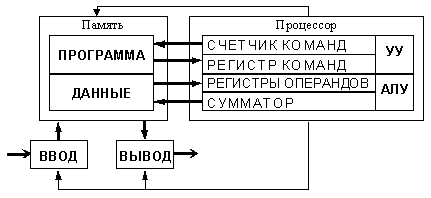 Память
Процессор
ПРОГРАММА
ДАННЫЕ
СЧЕТЧИК КОМАНД
РЕГИСТР КОМАНД
УУ
РЕГИСТРЫ ОПЕРАНДОВ
СУММАТОР
АЛУ
ВВОД
ВЫВОД